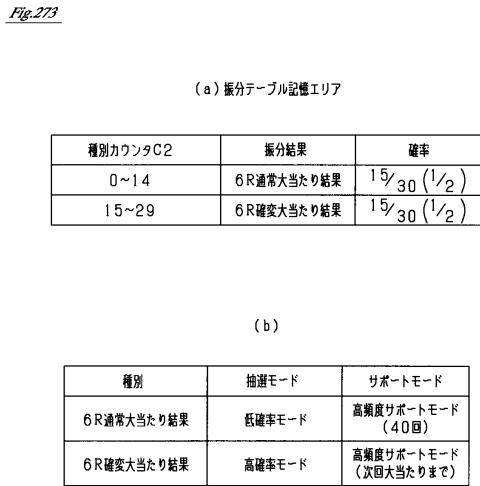 Fig.273
(a)振分テーブル記憶エリア
種別カウンタC2 振分結果 確率
0~14 6R通常大当たり結果 15/30(1/2)
15~29 6R確変大当たり結果 15/30(1/2)
(b)
種別 抽選モード サポートモード
6R通常大当たり結果 低確率モード 高頻度サポートモード
(40回)
6R確変大当たり結果 高確率モード 高頻度サポートモード
(次回大当たりまで)